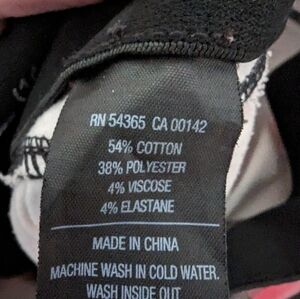 RN 54365 CA 00142
54% COTTON
38% POLYESTER
4% VISCOSE
4% ELASTANE
MADE IN CHINA
MACHINE WASH IN COLD WATER.
WASH INSIDE OUT